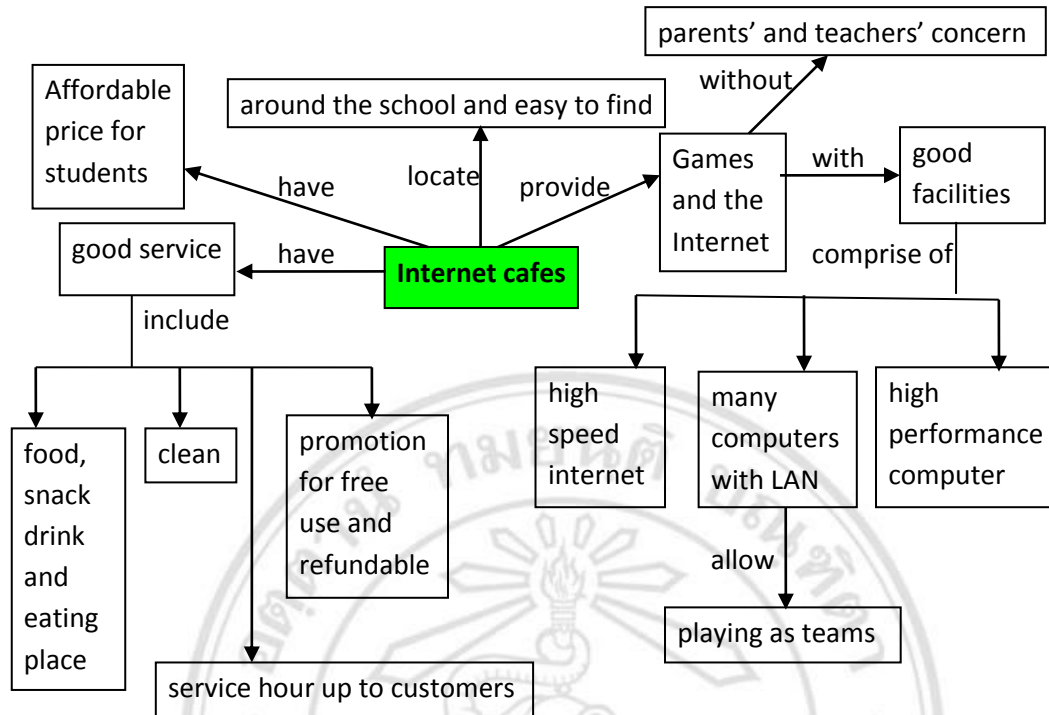 parents’ and teachers’ concern
without
Affordable
price for
students
around the school and easy to find
Games
and the
Internet
with
good
facilities
have
locate
provide
good service
have
Internet cafes
comprise of
include
high
speed
internet
many
computers
with LAN
high
performance
computer
food,
snack
drink
and
eating
place
clean
promotion
for free
use and
refundable
allow
playing as teams
service hour up to customers